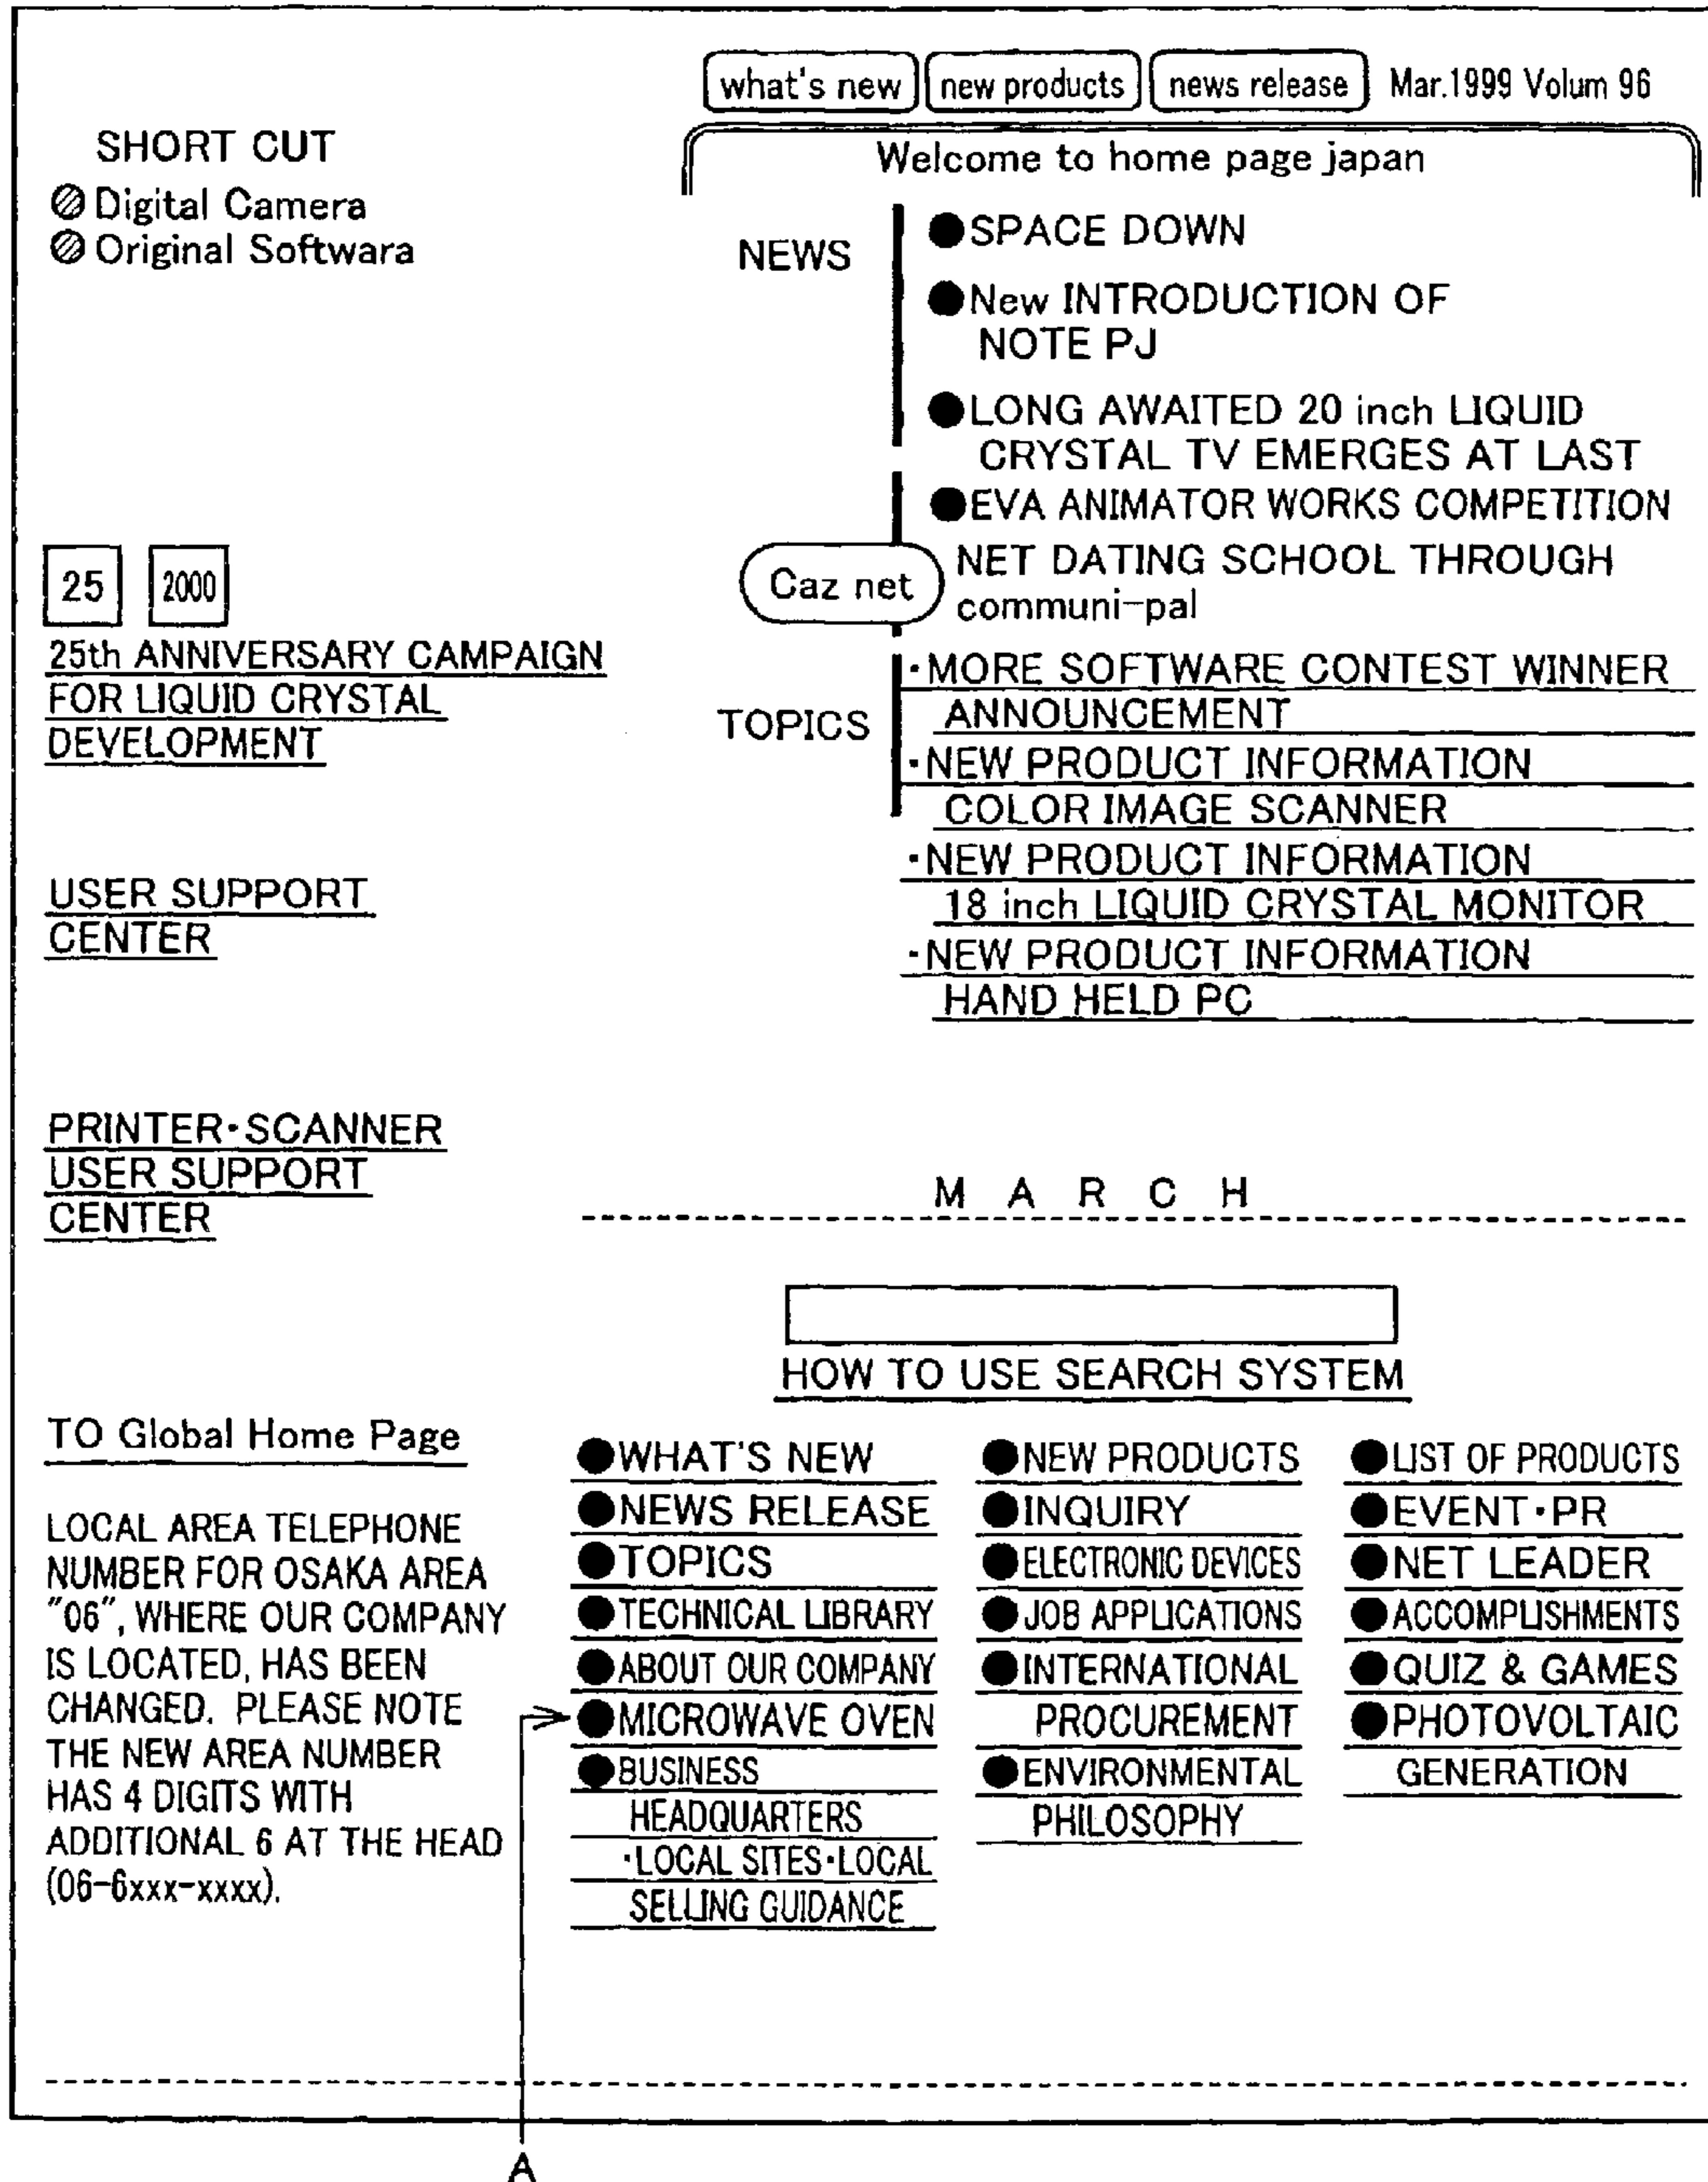 what's new new products news release Mar.1999 Volum 96
Welcome to home page japan
SHORT CUT
Digital Camera
Original Softwara
NEWS
●SPACE DOWN
●New INTRODUCTION OF
NOTE PJ
●LONG AWAITED 20 inch LIQUID
CRYSTAL TV EMERGES AT LAST
●EVA ANIMATOR WORKS COMPETITION
Caz net
NET DATING SCHOOL THROUGH
communi-pal
25 2000
25th ANNIVERSARY CAMPAIGN
FOR LIQUID CRYSTAL
DEVELOPMENT
TOPICS
·MORE SOFTWARE CONTEST WINNER
ANNOUNCEMENT
·NEW PRODUCT INFORMATION
COLOR IMAGE SCANNER
·NEW PRODUCT INFORMATION
18 inch LIQUID CRYSTAL MONITOR
·NEW PRODUCT INFORMATION
HAND HELD PC
USER SUPPORT
CENTER
PRINTER·SCANNER
USER SUPPORT
CENTER
MARCH
HOW TO USE SEARCH SYSTEM
TO Global Home Page
LOCAL AREA TELEPHONE
NUMBER FOR OSAKA AREA
"06", WHERE OUR COMPANY
IS LOCATED, HAS BEEN
CHANGED. PLEASE NOTE
THE NEW AREA NUMBER
HAS 4 DIGITS WITH
ADDITIONAL 6 AT THE HEAD
(06-6xxx-xxxx).
●WHAT'S NEW
●NEWS RELEASE
●TOPICS
●TECHNICAL LIBRARY
●ABOUT OUR COMPANY
●MICROWAVE OVEN
●BUSINESS
HEADQUARTERS
·LOCAL SITES·LOCAL
SELLING GUIDANCE
●NEW PRODUCTS
●INQUIRY
●ELECTRONIC DEVICES
●JOB APPLICATIONS
●INTERNATIONAL
PROCUREMENT
●ENVIRONMENTAL
PHILOSOPHY
●LIST OF PRODUCTS
●EVENT·PR
●NET LEADER
●ACCOMPLISHMENTS
●QUIZ & GAMES
●PHOTOVOLTAIC
GENERATION
A